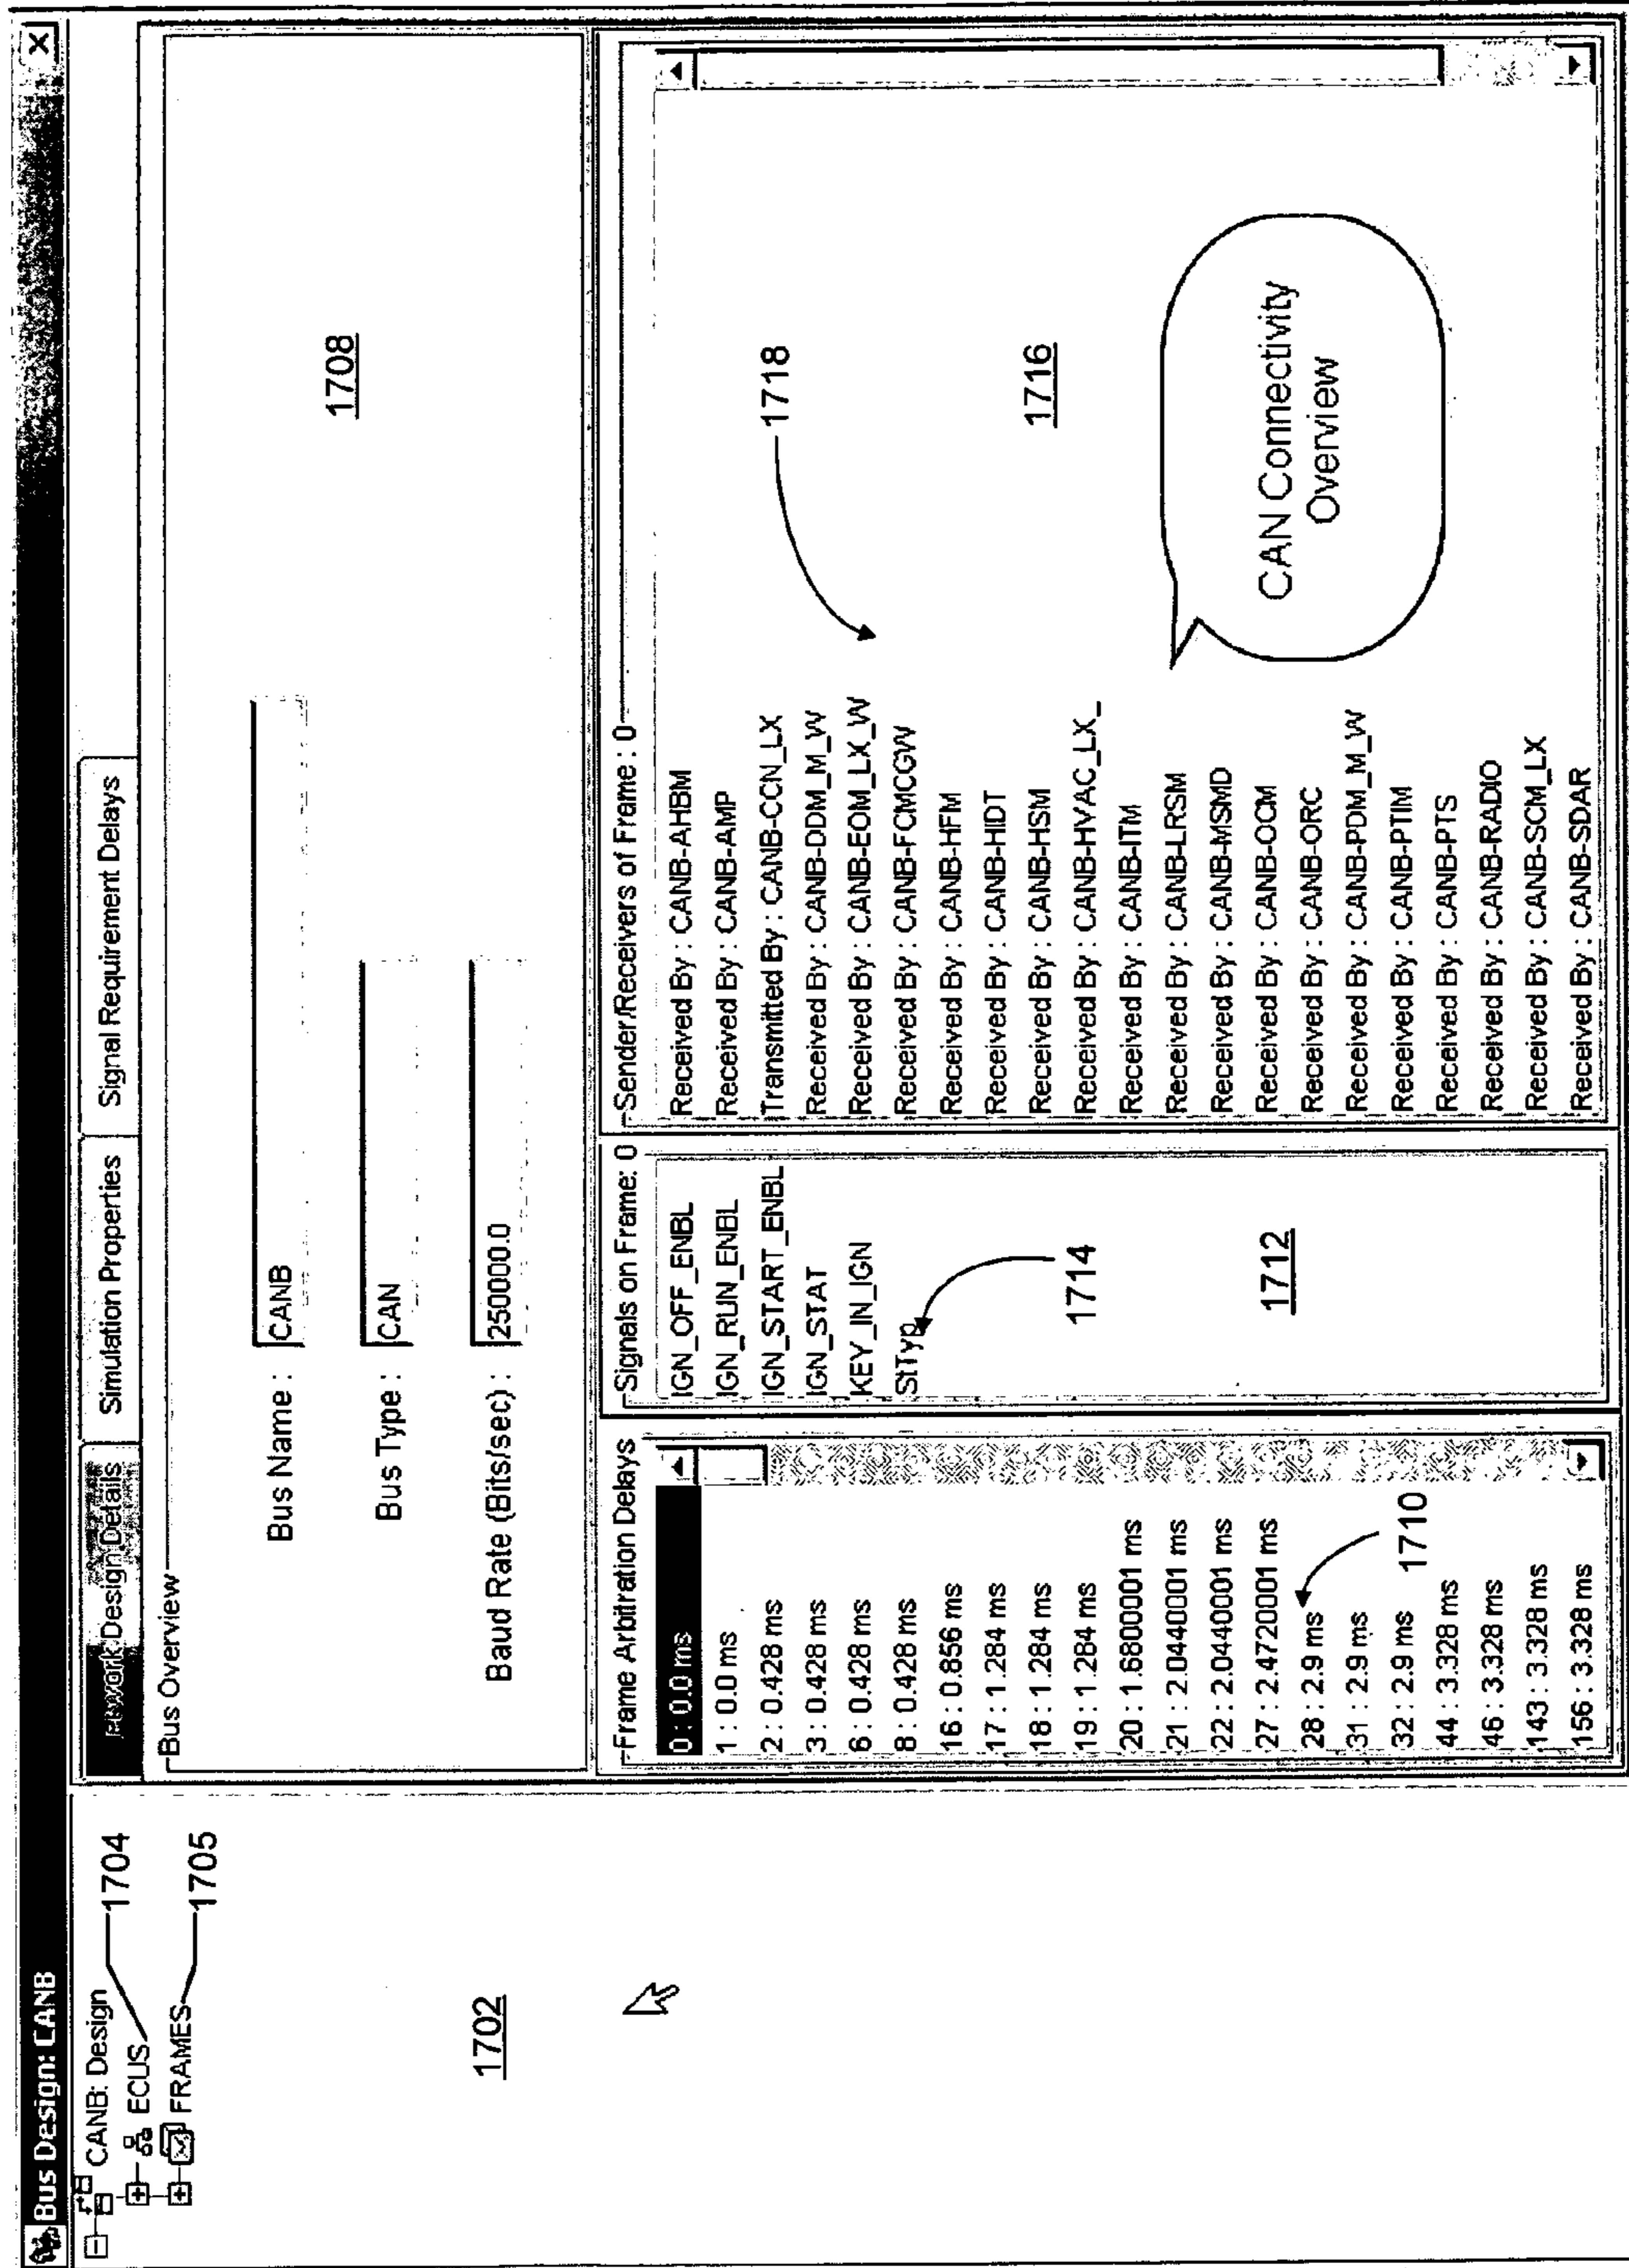 Bus Design: CANB
CANB: Design
ECUS
1704
FRAMES
1705
1702
Design Details
Simulation Properties
Signal Requirement Delays
Bus Overview
Bus Name : CANB
Bus Type : CAN
Baud Rate (Bits/sec) : 250000.0
1708
Frame Arbitration Delays
0 : 0.0 ms
1 : 0.0 ms
2 : 0.428 ms
3 : 0.428 ms
6 : 0.428 ms
8 : 0.428 ms
16 : 0.856 ms
17 : 1.284 ms
18 : 1.284 ms
19 : 1.284 ms
20 : 1.6800001 ms
21 : 2.0440001 ms
22 : 2.0440001 ms
27 : 2.4720001 ms
28 : 2.9 ms
31 : 2.9 ms
32 : 2.9 ms
44 : 3.328 ms
46 : 3.328 ms
143 : 3.328 ms
156 : 3.328 ms
1710
Signals on Frame: 0
IGN_OFF_ENBL
IGN_RUN_ENBL
IGN_START_ENBL
IGN_STAT
KEY_IN_IGN
StTyp
1714
1712
Sender/Receivers of Frame : 0
Received By : CANB-AHBM
Received By : CANB-AMP
Transmitted By : CANB-CCN_LX
Received By : CANB-DDM_M_W
Received By : CANB-EOM_LX_W
Received By : CANB-FCMCGW
Received By : CANB-HFM
Received By : CANB-HIDT
Received By : CANB-HSM
Received By : CANB-HVAC_LX_
Received By : CANB-ITM
Received By : CANB-LRSM
Received By : CANB-MSMD
Received By : CANB-OCM
Received By : CANB-ORC
Received By : CANB-PDM_M_W
Received By : CANB-PTIM
Received By : CANB-PTS
Received By : CANB-RADIO
Received By : CANB-SCM_LX
Received By : CANB-SDAR
1718
1716
CAN Connectivity
Overview